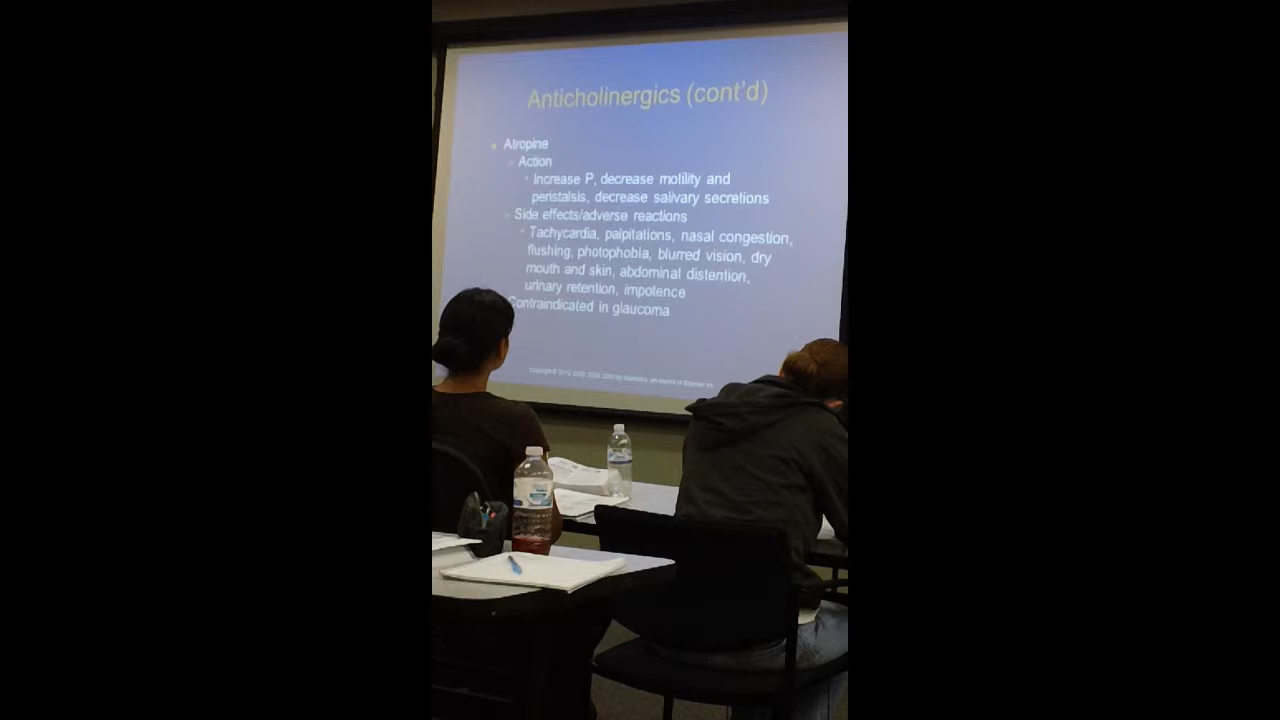 Anticholinergics (cont'd)
Atropine
Action
Increase P, decrease motility and
peristalsis, decrease salivary secretions
Side effects/adverse reactions
Tachycardia, palpitations, nasal congestion,
flushing, photophobia, blurred vision, dry
mouth and skin, abdominal distention,
urinary retention, impotence
Contraindicated in glaucoma
Copyright ©